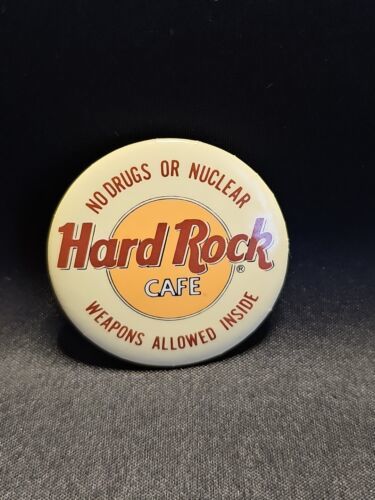 NO DRUGS OR NUCLEAR
Hard Rock ®
CAFE
WEAPONS ALLOWED INSIDE